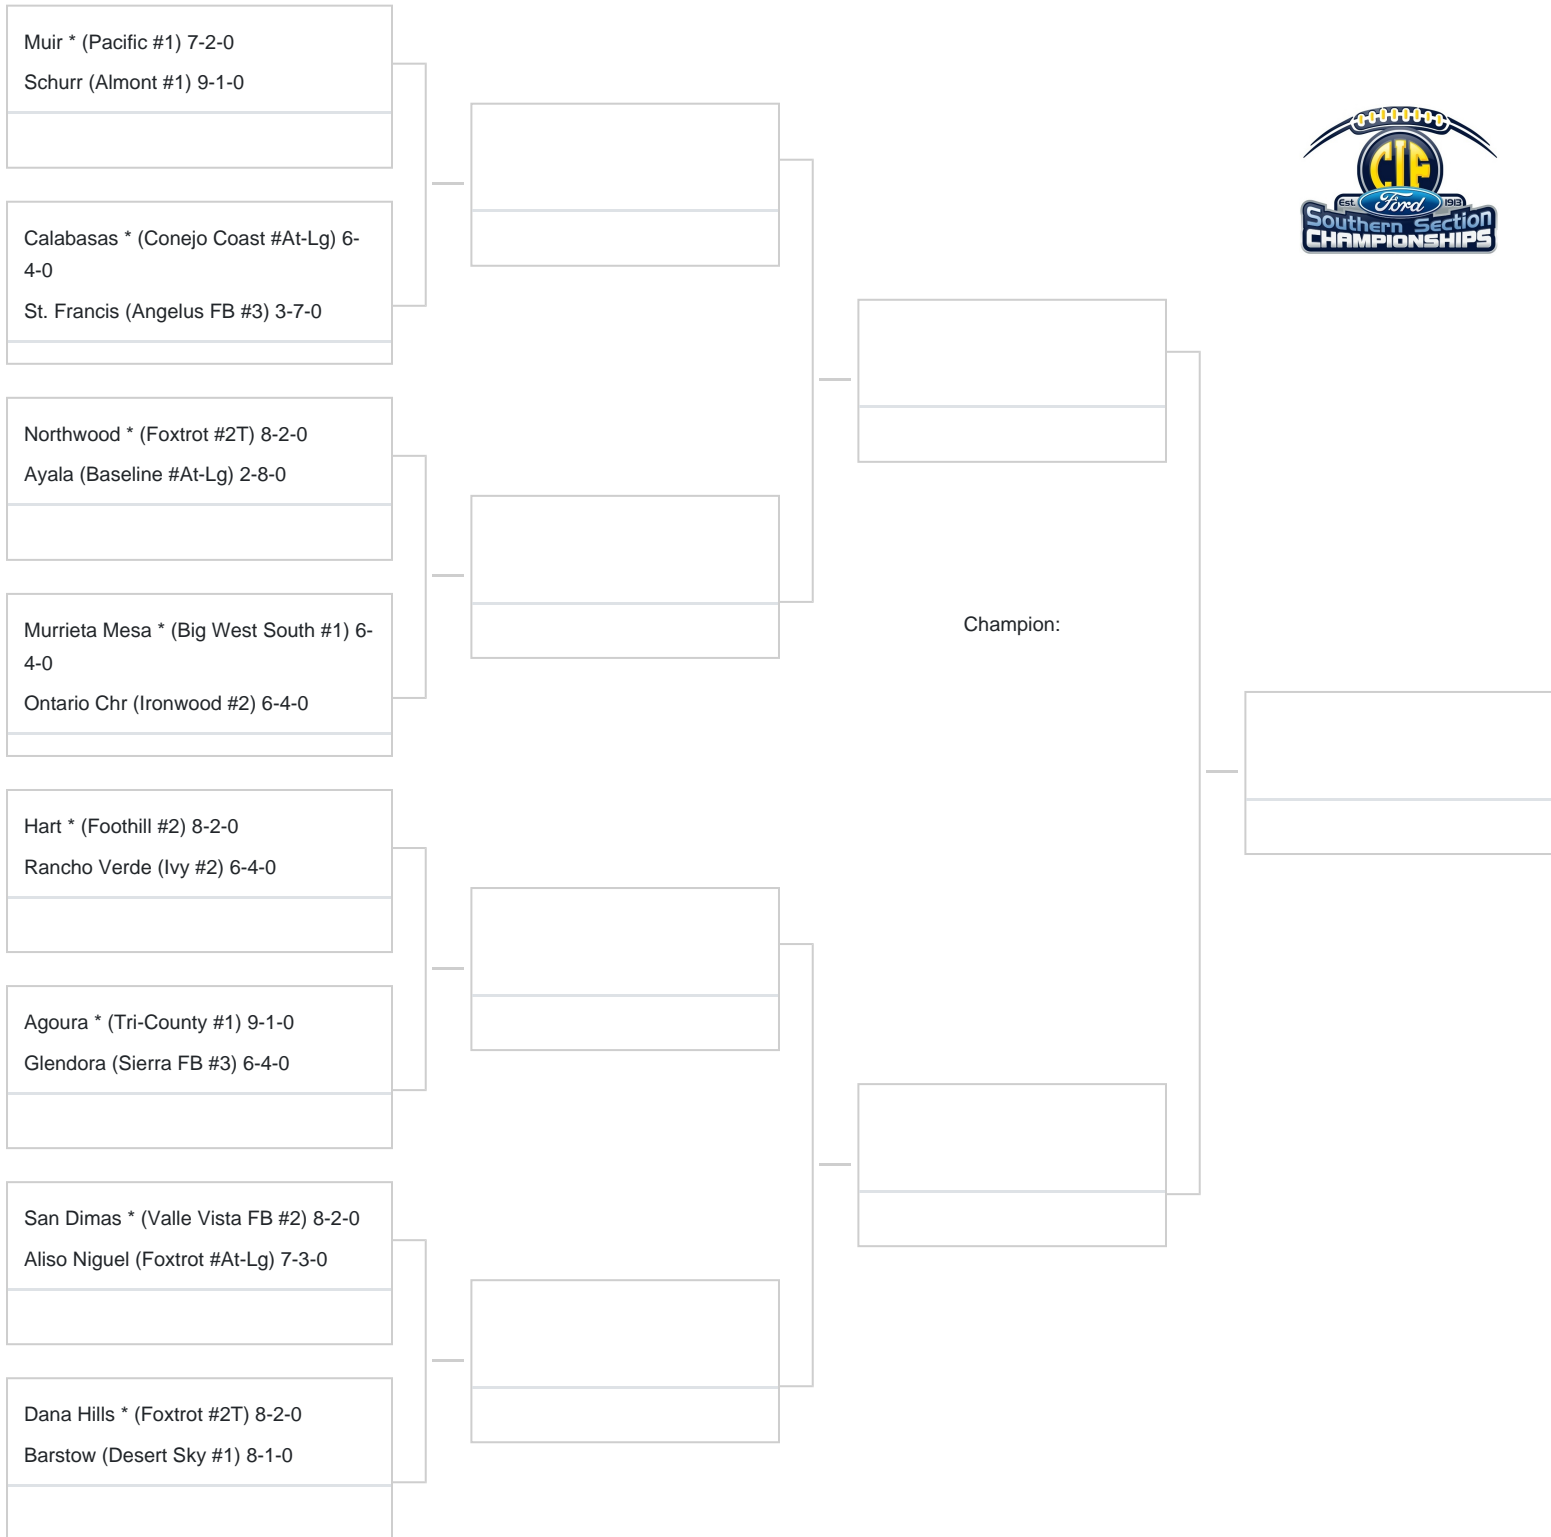 Muir * (Pacific #1) 7-2-0
Schurr (Almont #1) 9-1-0
Calabasas * (Conejo Coast #At-Lg) 6-
4-0
St. Francis (Angelus FB #3) 3-7-0
Northwood * (Foxtrot #2T) 8-2-0
Ayala (Baseline #At-Lg) 2-8-0
Murrieta Mesa * (Big West South #1) 6-
4-0
Ontario Chr (Ironwood #2) 6-4-0
Hart * (Foothill #2) 8-2-0
Rancho Verde (Ivy #2) 6-4-0
Agoura * (Tri-County #1) 9-1-0
Glendora (Sierra FB #3) 6-4-0
San Dimas * (Valle Vista FB #2) 8-2-0
Aliso Niguel (Foxtrot #At-Lg) 7-3-0
Dana Hills * (Foxtrot #2T) 8-2-0
Barstow (Desert Sky #1) 8-1-0
Champion:
CIF
Est. Ford 1913
Southern Section
CHAMPIONSHIPS